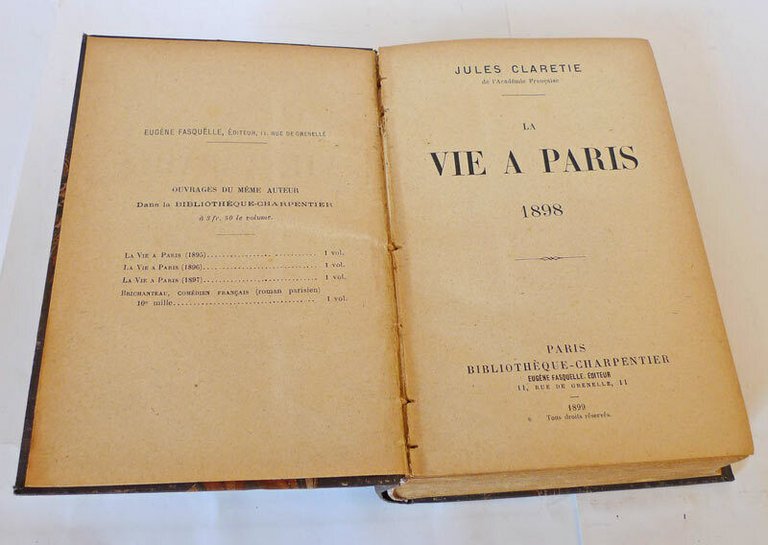 EUGÈNE FASQUELLE, ÉDITEUR, 11, RUE DE GRENELLE
OUVRAGES DU MÊME AUTEUR
Dans la BIBLIOTHÈQUE-CHARPENTIER
à 3 fr. 50 le volume.
LA VIE A PARIS (1895)............................ 1 vol.
LA VIE A PARIS (1896)............................ 1 vol.
LA VIE A PARIS (1897)............................ 1 vol.
BRICHANTEAU, COMÉDIEN FRANÇAIS (roman parisien)
10e mille.................................... 1 vol.
JULES CLARETIE
de l'Académie Française
LA
VIE A PARIS
1898
PARIS
BIBLIOTHÈQUE-CHARPENTIER
EUGÈNE FASQUELLE, ÉDITEUR
11, RUE DE GRENELLE, 11
1899
Tous droits réservés.